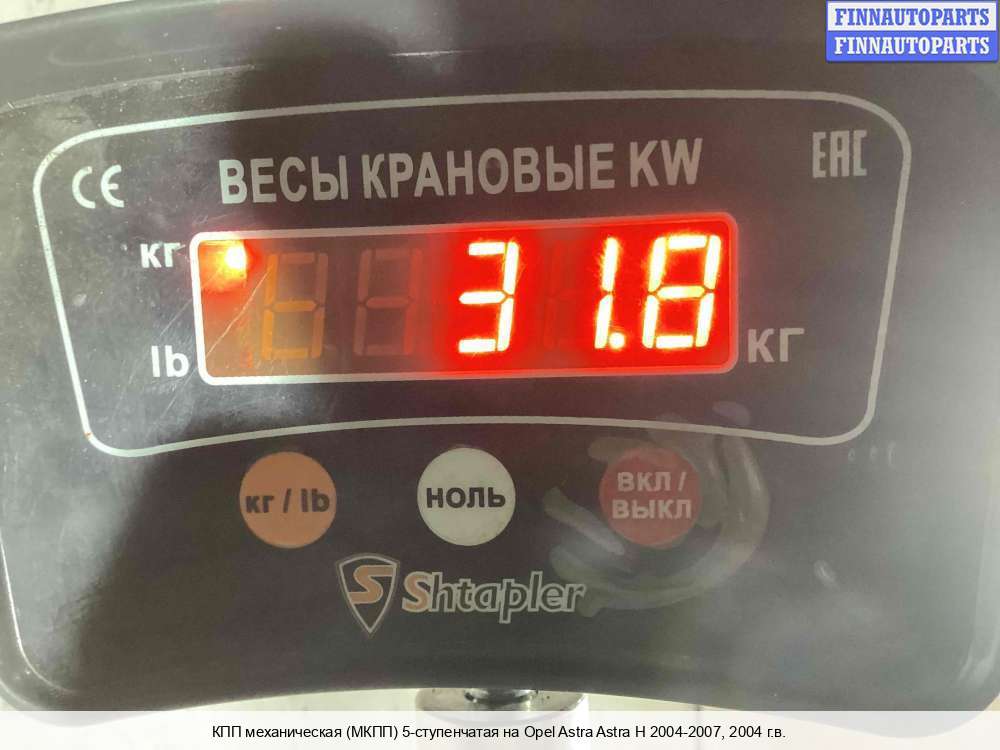 FINNAUTOPARTS
FINNAUTOPARTS
CE
ВЕСЫ КРАНОВЫЕ KW
EAC
кг
31.8
lb
КГ
кг / lb
НОЛЬ
ВКЛ /
ВЫКЛ
S Shtapler
КПП механическая (МКПП) 5-ступенчатая на Opel Astra Astra H 2004-2007, 2004 г.в.